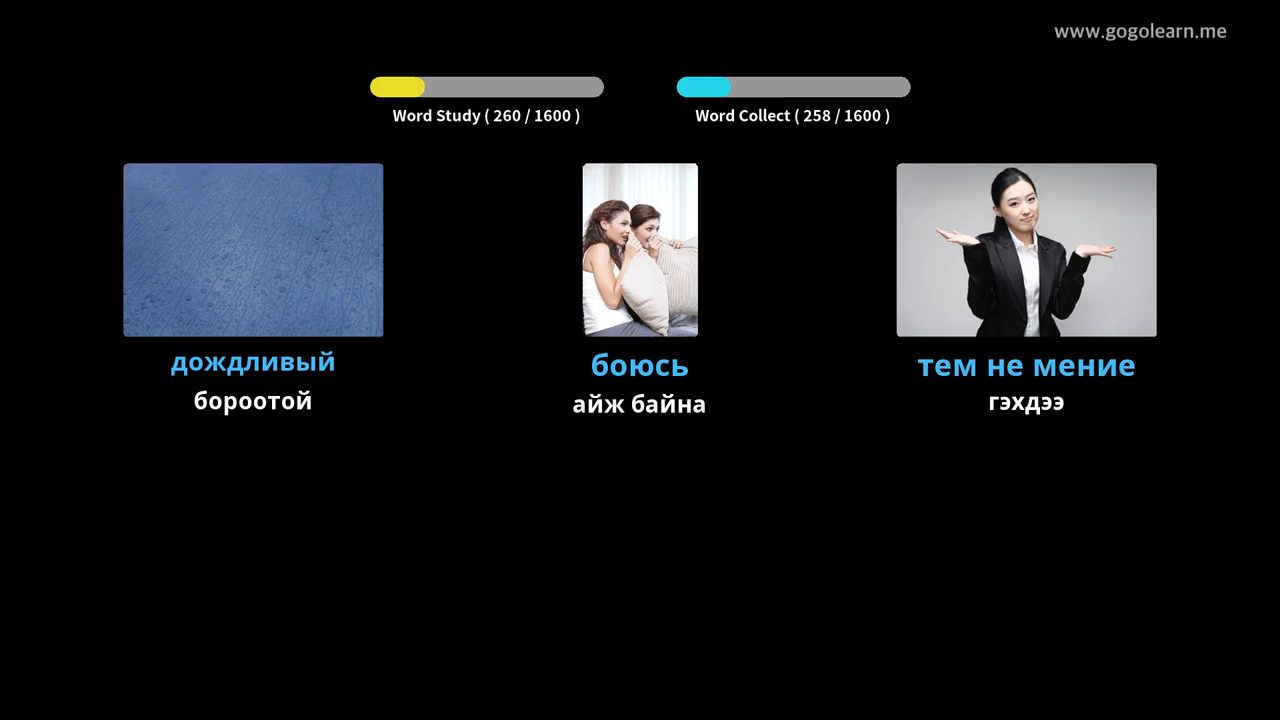 www.gogolearn.me
Word Study ( 260 / 1600 )
Word Collect ( 258 / 1600 )
дождливый
бороотой
боюсь
айж байна
тем не мение
гэхдээ